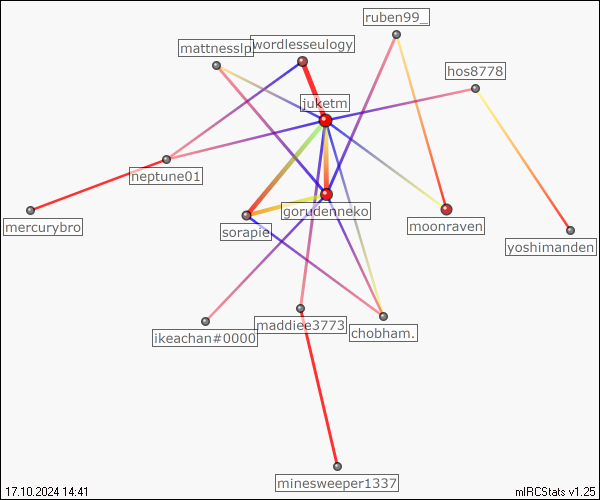 ruben99_
mattnesslp
wordlesseulogy
hos8778
juketm
neptune01
mercurybro
sorapie
gorudenneko
moonraven
yoshimanden
ikeachan#0000
maddiee3773
chobham.
minesweeper1337
17.10.2024 14:41
mIRCStats v1.25